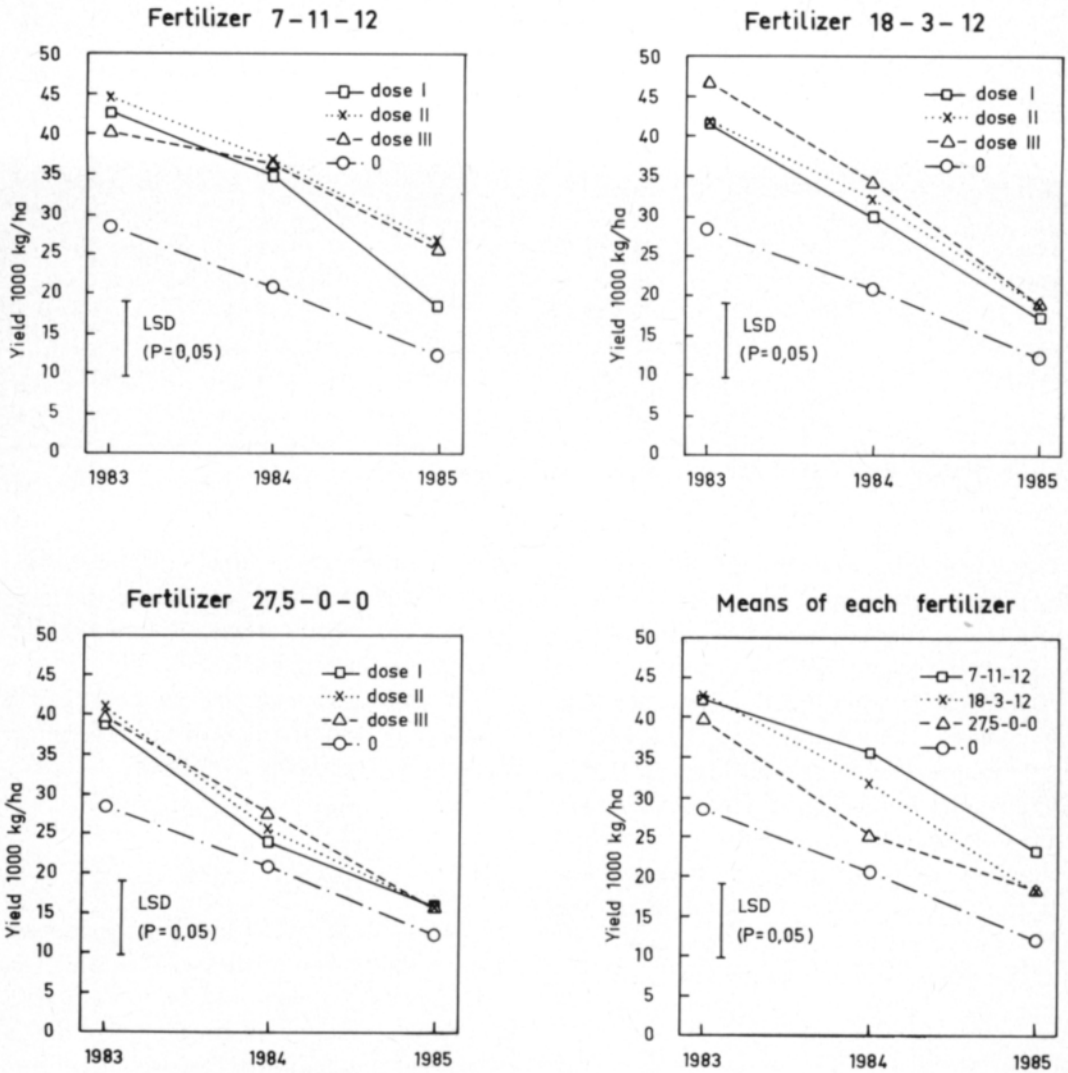 Fertilizer 7-11-12
50
45
40
35
30
25
20
15
10
5
0
Yield 1000 kg/ha
dose I
dose II
dose III
0
LSD
(P=0,05)
1983 1984 1985
Fertilizer 18-3-12
50
45
40
35
30
25
20
15
10
5
0
Yield 1000 kg/ha
dose I
dose II
dose III
0
LSD
(P=0,05)
1983 1984 1985
Fertilizer 27,5-0-0
50
45
40
35
30
25
20
15
10
5
0
Yield 1000 kg/ha
dose I
dose II
dose III
0
LSD
(P=0,05)
1983 1984 1985
Means of each fertilizer
50
45
40
35
30
25
20
15
10
5
0
Yield 1000 kg/ha
7-11-12
18-3-12
27,5-0-0
0
LSD
(P=0,05)
1983 1984 1985